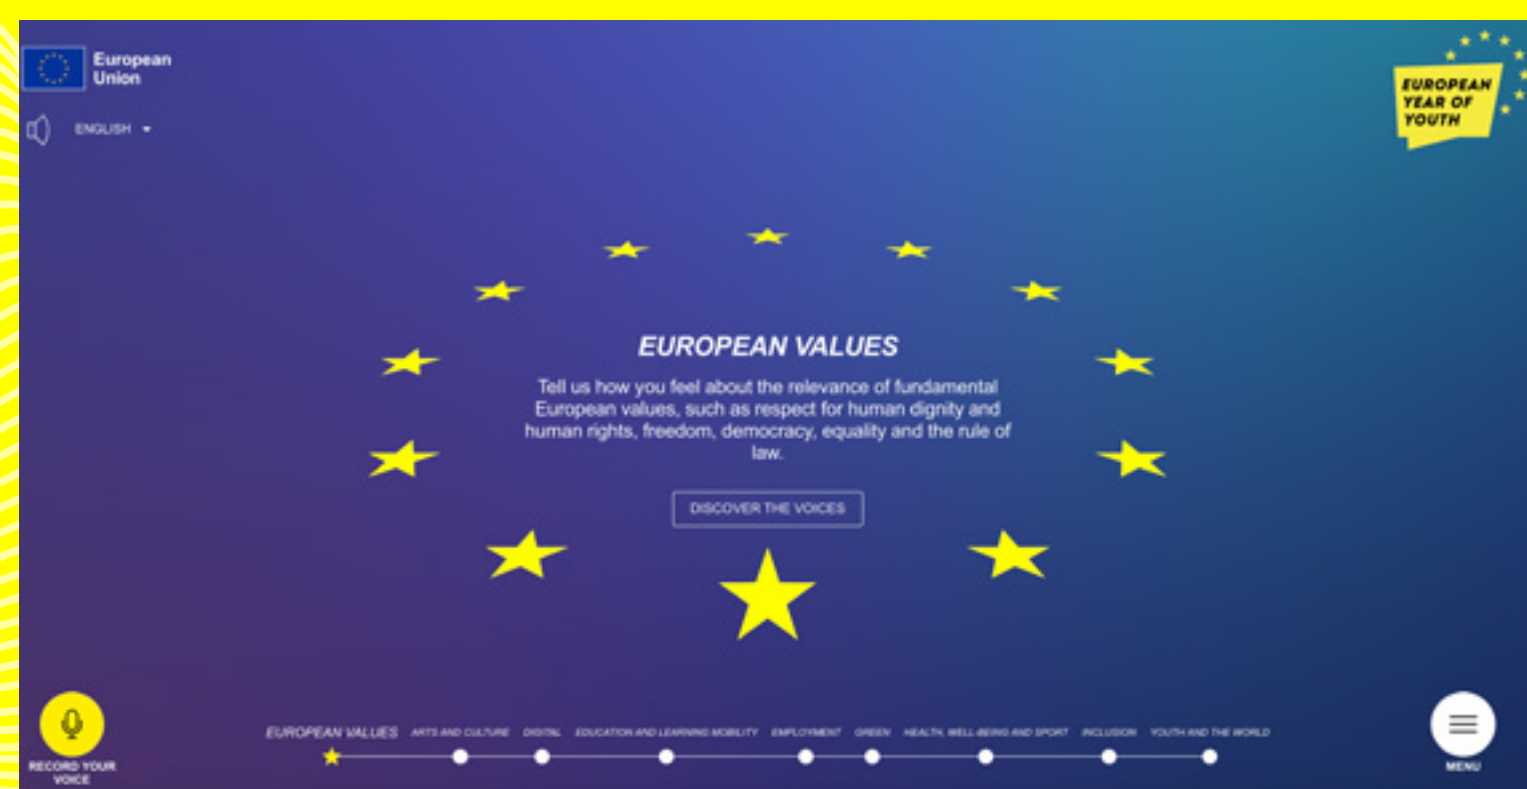 European
Union
ENGLISH
EUROPEAN
YEAR OF
YOUTH
EUROPEAN VALUES
Tell us how you feel about the relevance of fundamental
European values, such as respect for human dignity and
human rights, freedom, democracy, equality and the rule of
law.
DISCOVER THE VOICES
RECORD YOUR
VOICE
EUROPEAN VALUES ARTS AND CULTURE DIGITAL EDUCATION AND LEARNING MOBILITY EMPLOYMENT GREEN HEALTH, WELL-BEING AND SPORT INCLUSION YOUTH AND THE WORLD
MENU